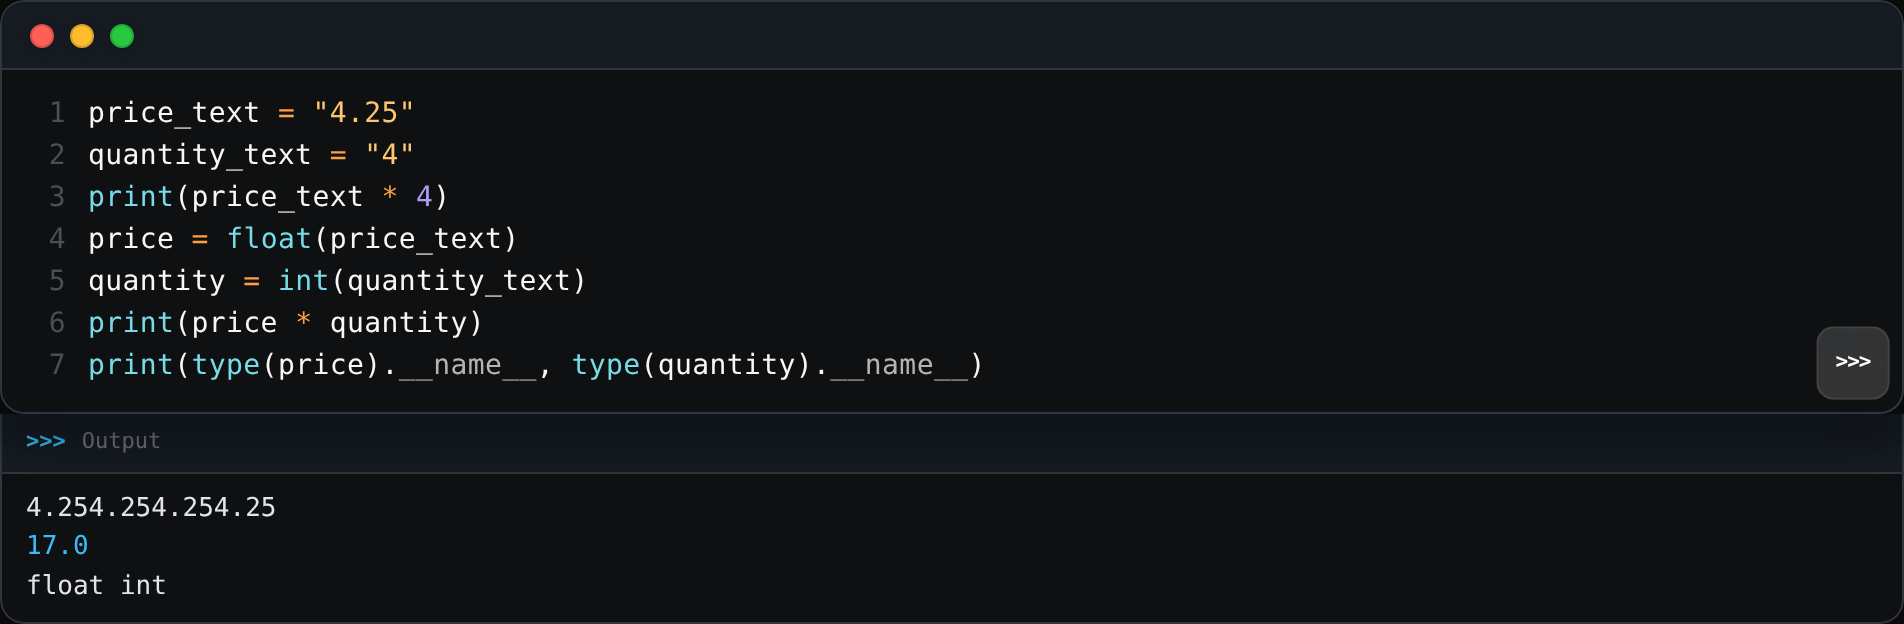 1 price_text = "4.25"
2 quantity_text = "4"
3 print(price_text * 4)
4 price = float(price_text)
5 quantity = int(quantity_text)
6 print(price * quantity)
7 print(type(price).__name__, type(quantity).__name__)
>>>
>>> Output
4.254.254.254.25
17.0
float int